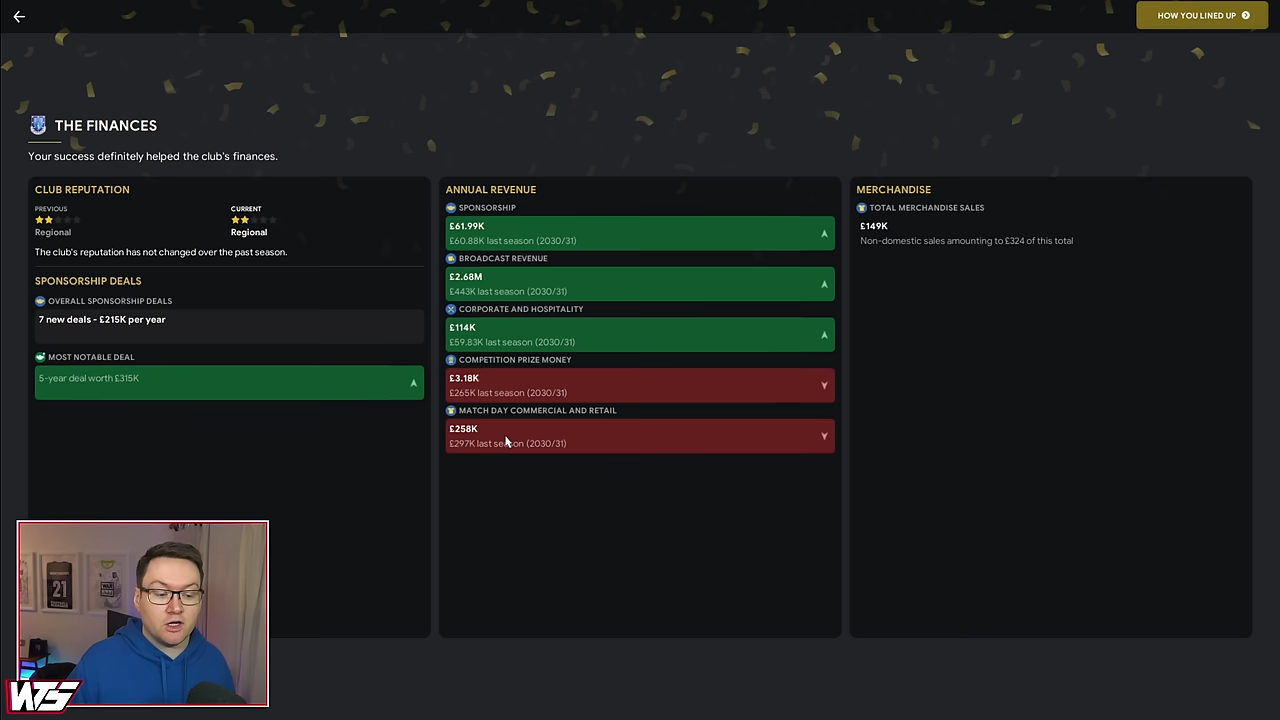 HOW YOU LINED UP
THE FINANCES
Your success definitely helped the club's finances.
CLUB REPUTATION
PREVIOUS
Regional
CURRENT
Regional
The club's reputation has not changed over the past season.
SPONSORSHIP DEALS
OVERALL SPONSORSHIP DEALS
7 new deals - £215K per year
MOST NOTABLE DEAL
5-year deal worth £315K
ANNUAL REVENUE
SPONSORSHIP
£61.99K
£60.88K last season (2030/31)
BROADCAST REVENUE
£2.68M
£443K last season (2030/31)
CORPORATE AND HOSPITALITY
£114K
£59.83K last season (2030/31)
COMPETITION PRIZE MONEY
£3.18K
£265K last season (2030/31)
MATCH DAY COMMERCIAL AND RETAIL
£258K
£297K last season (2030/31)
MERCHANDISE
TOTAL MERCHANDISE SALES
£149K
Non-domestic sales amounting to £324 of this total
21
WTS